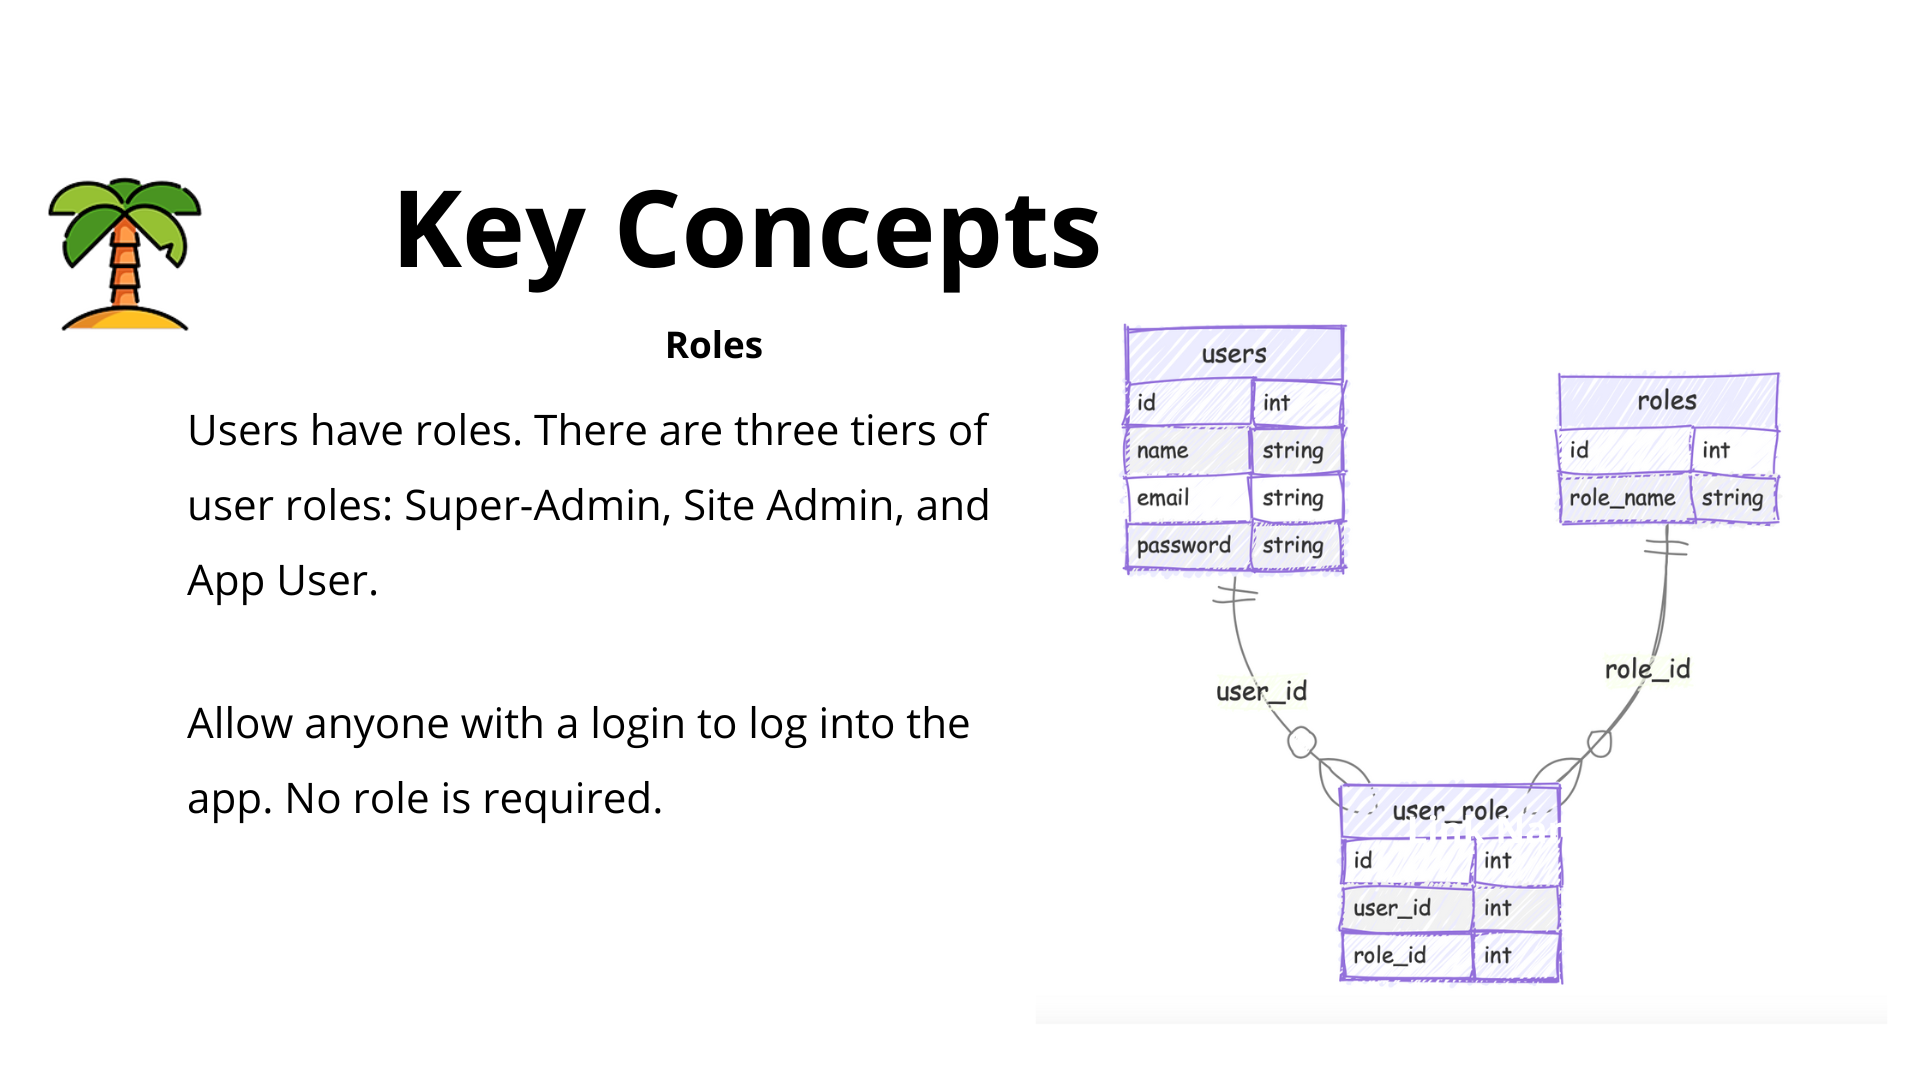 Key Concepts
Roles
Users have roles. There are three tiers of
user roles: Super-Admin, Site Admin, and
App User.
Allow anyone with a login to log into the
app. No role is required.
users
id int
name string
email string
password string
roles
id int
role_name string
user_id
role_id
user_role
id int
user_id int
role_id int